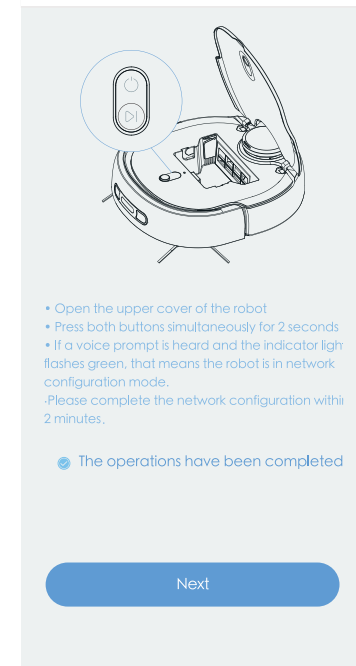 • Open the upper cover of the robot
• Press both buttons simultaneously for 2 seconds
• If a voice prompt is heard and the indicator ligh
flashes green, that means the robot is in network
configuration mode.
·Please complete the network configuration withi
2 minutes.
The operations have been completed
Next